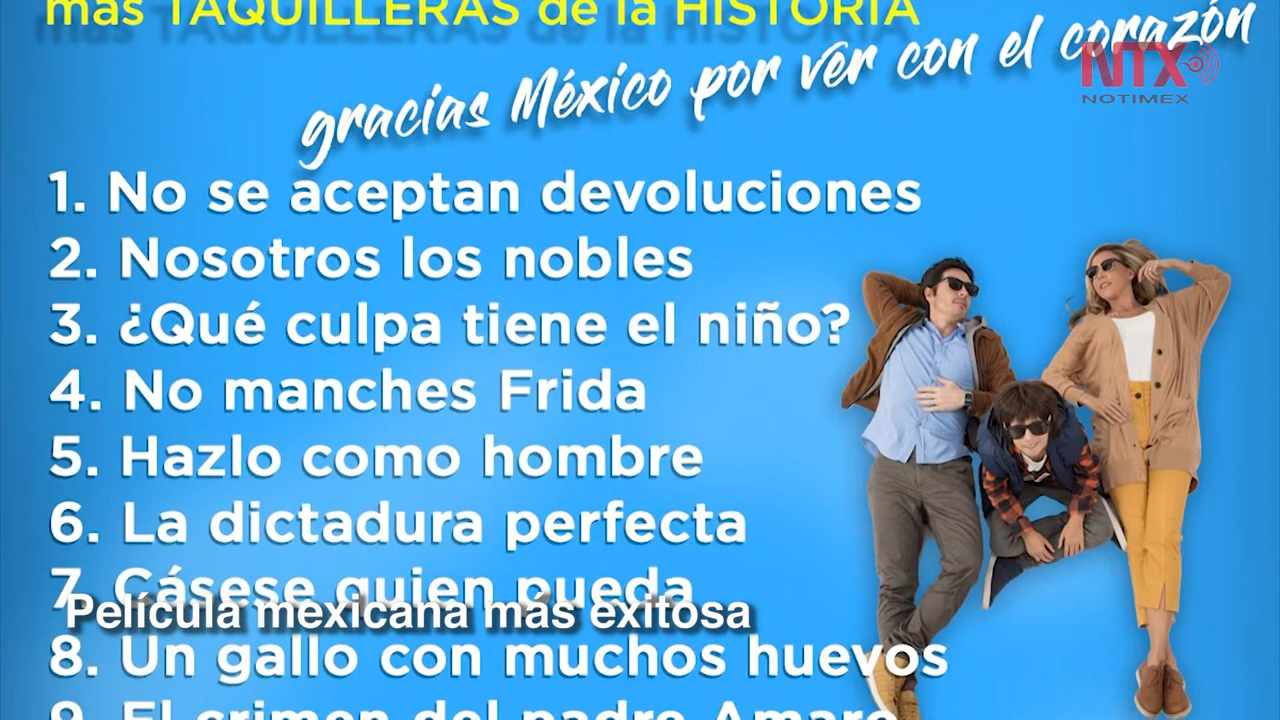 más TAQUILLERAS de la HISTORIA
gracias México por ver con el corazón
NTX
NOTIMEX
1. No se aceptan devoluciones
2. Nosotros los nobles
3. ¿Qué culpa tiene el niño?
4. No manches Frida
5. Hazlo como hombre
6. La dictadura perfecta
7. Cásese quien pueda
Película mexicana más exitosa
8. Un gallo con muchos huevos
9. El crimen del padre Amaro